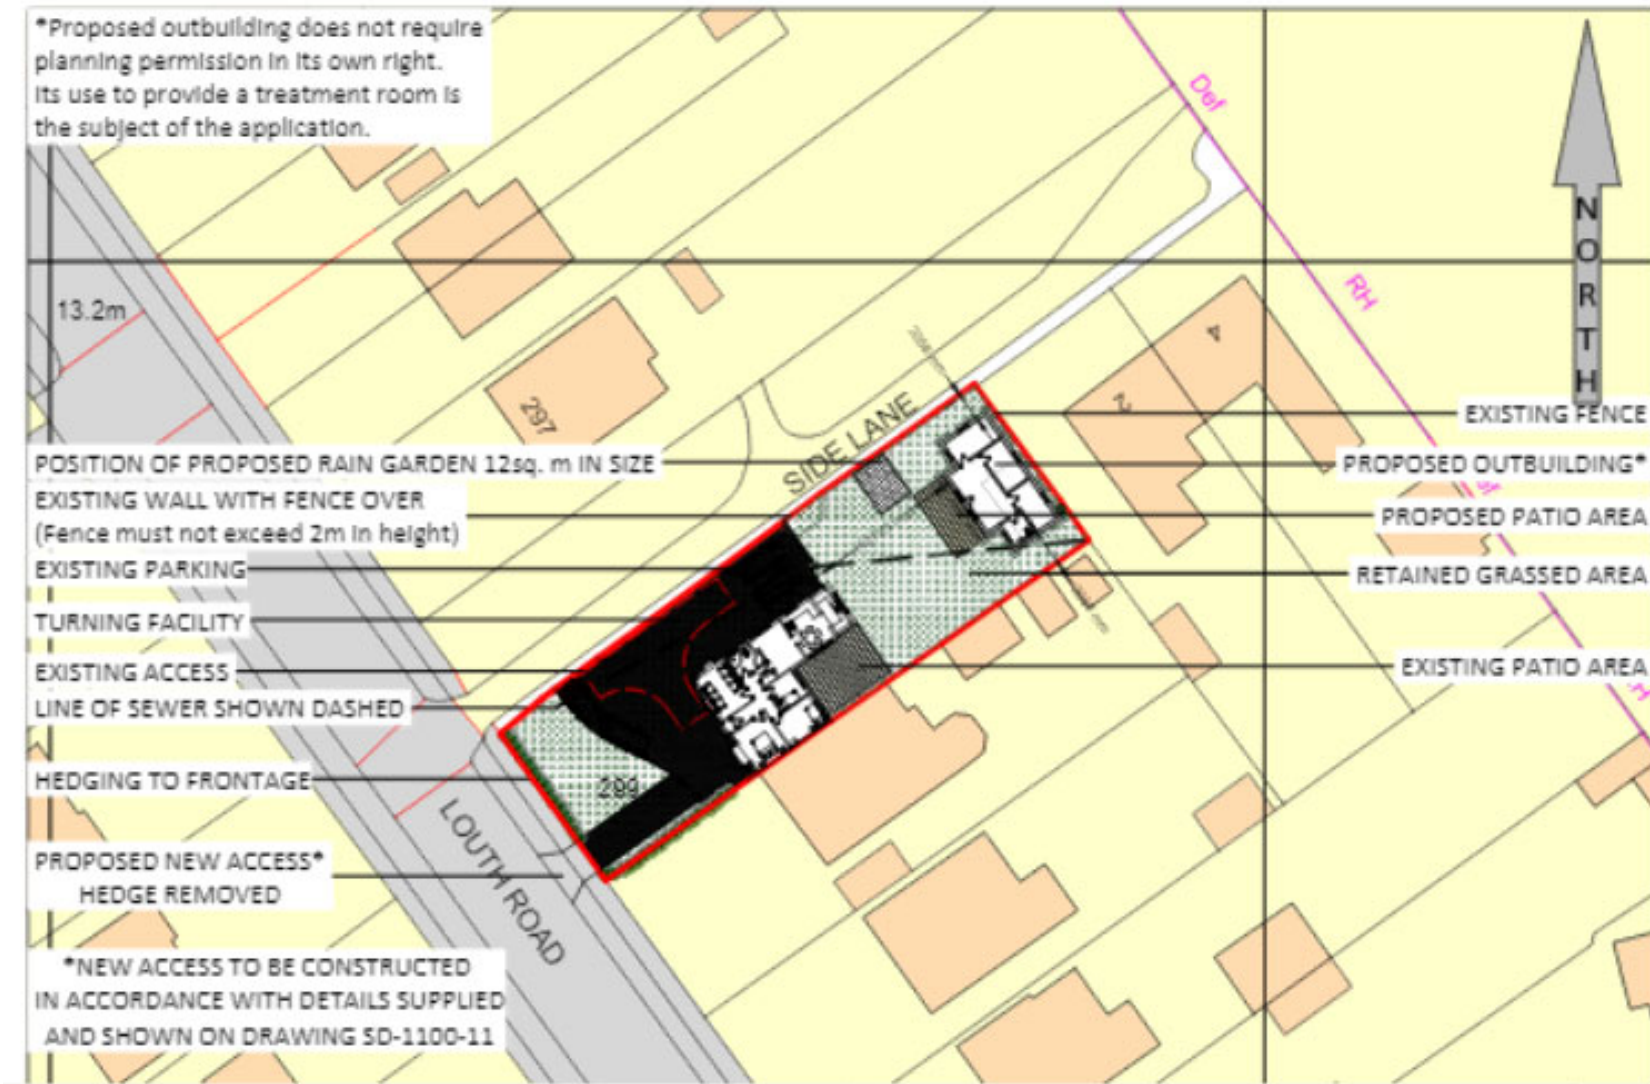 *Proposed outbuilding does not require
planning permission in its own right.
Its use to provide a treatment room is
the subject of the application.
Def
NORTH
13.2m
RH
4
2
297
SIDE LANE
EXISTING FENCE
POSITION OF PROPOSED RAIN GARDEN 12sq. m IN SIZE
PROPOSED OUTBUILDING*
EXISTING WALL WITH FENCE OVER
(Fence must not exceed 2m in height)
PROPOSED PATIO AREA
EXISTING PARKING
RETAINED GRASSED AREA
TURNING FACILITY
EXISTING ACCESS
EXISTING PATIO AREA
LINE OF SEWER SHOWN DASHED
HEDGING TO FRONTAGE
299
LOUTH ROAD
PROPOSED NEW ACCESS*
HEDGE REMOVED
*NEW ACCESS TO BE CONSTRUCTED
IN ACCORDANCE WITH DETAILS SUPPLIED
AND SHOWN ON DRAWING SD-1100-11